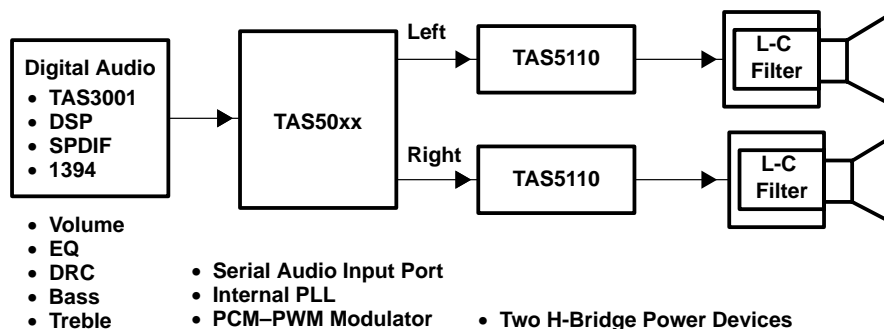 Digital Audio
• TAS3001
• DSP
• SPDIF
• 1394
TAS50xx
Left
TAS5110
L-C
Filter
Right
TAS5110
L-C
Filter
• Volume
• EQ
• DRC
• Bass
• Treble
• Serial Audio Input Port
• Internal PLL
• PCM–PWM Modulator
• Two H-Bridge Power Devices